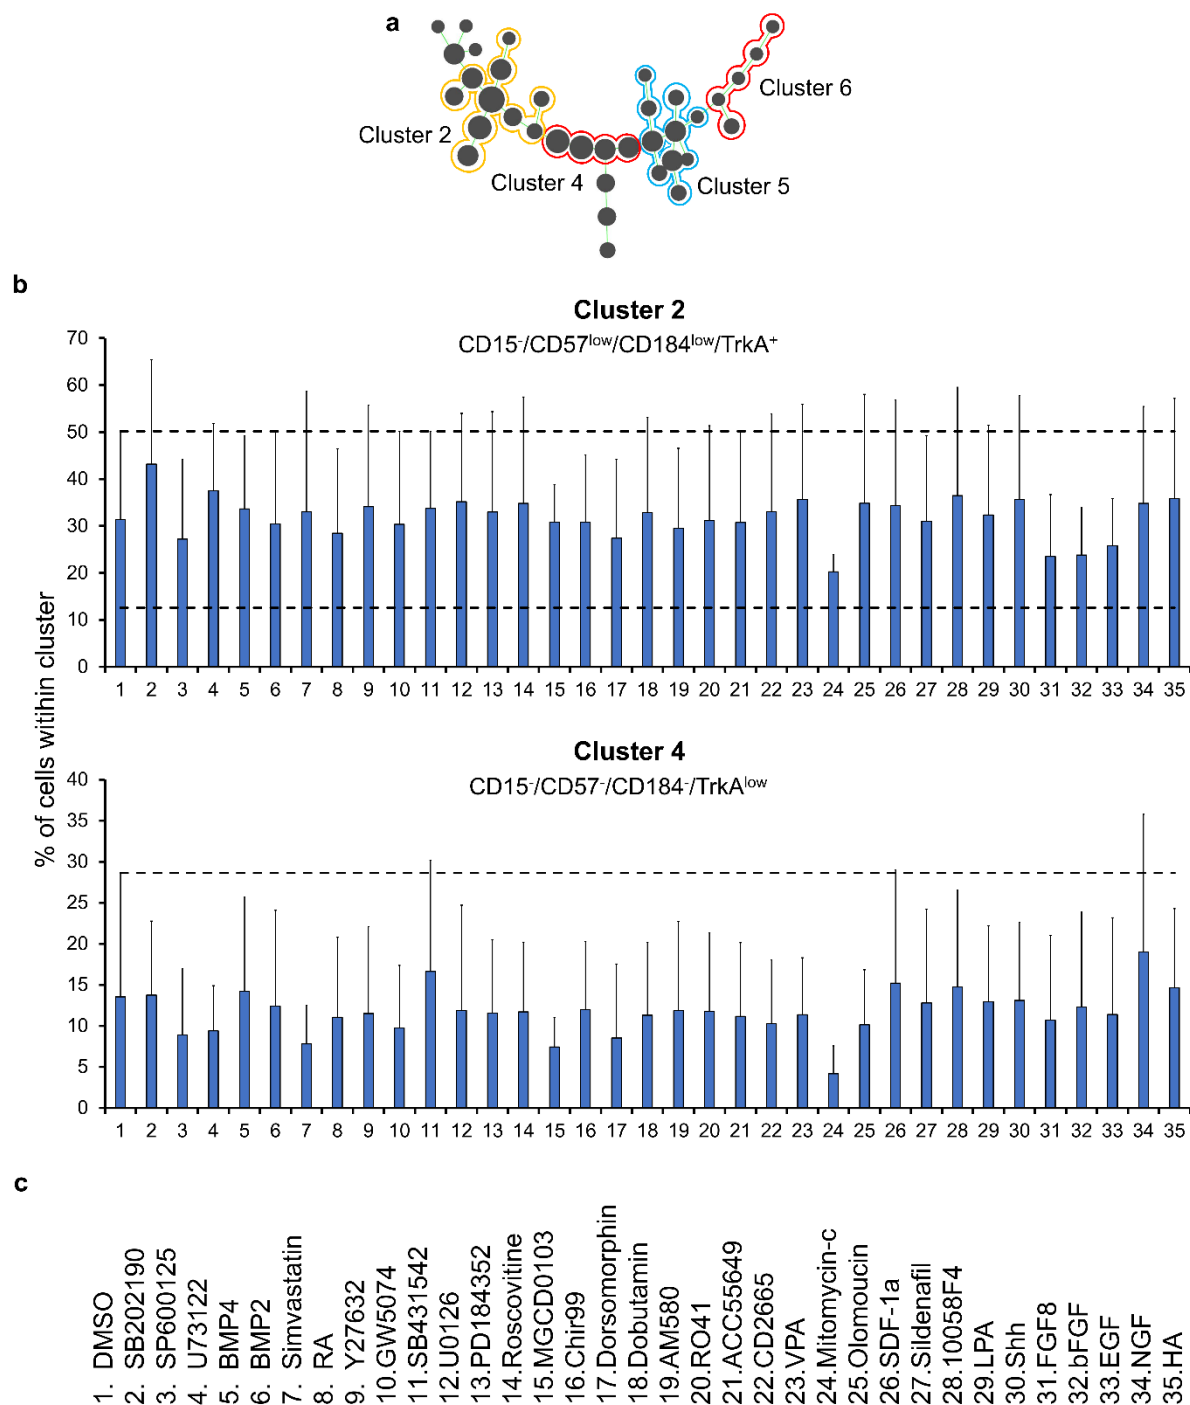 a
Cluster 6
Cluster 2
Cluster 4
Cluster 5
b
Cluster 2
CD15⁻/CD57ˡᵒʷ/CD184ˡᵒʷ/TrkA⁺
70
60
50
40
30
20
10
0
1 2 3 4 5 6 7 8 9 10 11 12 13 14 15 16 17 18 19 20 21 22 23 24 25 26 27 28 29 30 31 32 33 34 35
% of cells within cluster
Cluster 4
CD15⁻/CD57⁻/CD184⁻/TrkAˡᵒʷ
40
35
30
25
20
15
10
5
0
1 2 3 4 5 6 7 8 9 10 11 12 13 14 15 16 17 18 19 20 21 22 23 24 25 26 27 28 29 30 31 32 33 34 35
c
1. DMSO
2. SB202190
3. SP600125
4. U73122
5. BMP4
6. BMP2
7. Simvastatin
8. RA
9. Y27632
10.GW5074
11.SB431542
12.U0126
13.PD184352
14.Roscovitine
15.MGCD0103
16.Chir99
17.Dorsomorphin
18.Dobutamin
19.AM580
20.RO41
21.ACC55649
22.CD2665
23.VPA
24.Mitomycin-c
25.Olomoucin
26.SDF-1a
27.Sildenafil
28.10058F4
29.LPA
30.Shh
31.FGF8
32.bFGF
33.EGF
34.NGF
35.HA